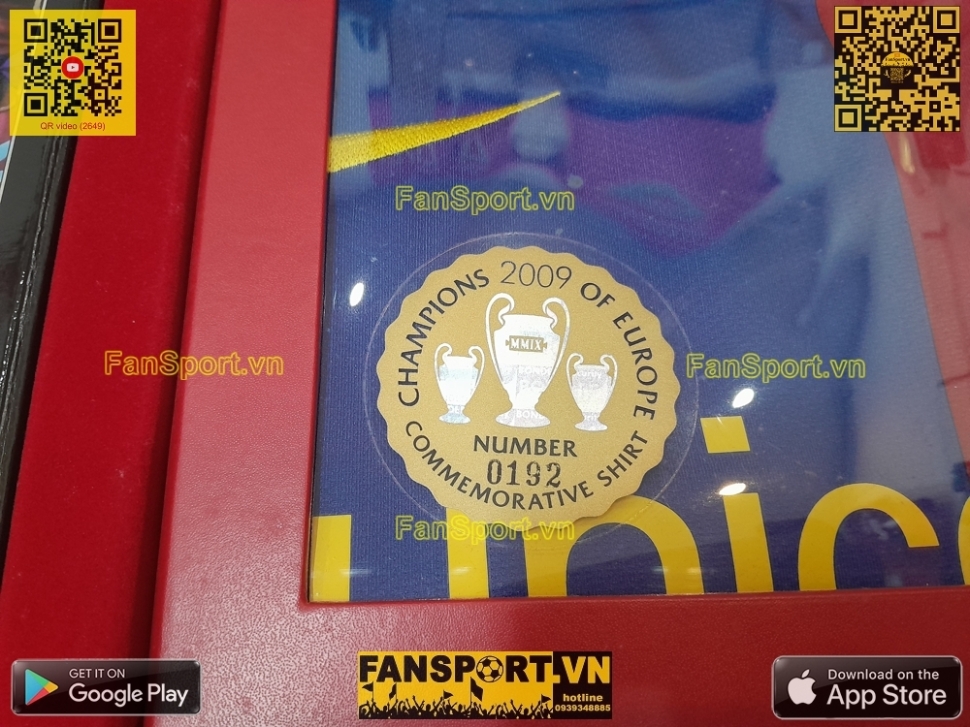 QR video (2649)
FanSport.vn
FanSport.vn
FanSport.vn
FanSport.vn
CHAMPIONS 2009 OF EUROPE
MMIX
NUMBER
0192
COMMEMORATIVE SHIRT
unic
GET IT ON
Google Play
FANSPORT.VN
hotline
0939348885
Download on the
App Store